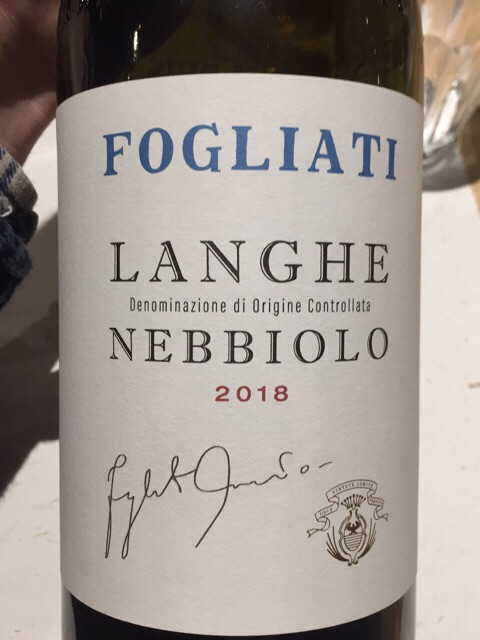 FOGLIATI
LANGHE
Denominazione di Origine Controllata
NEBBIOLO
2018